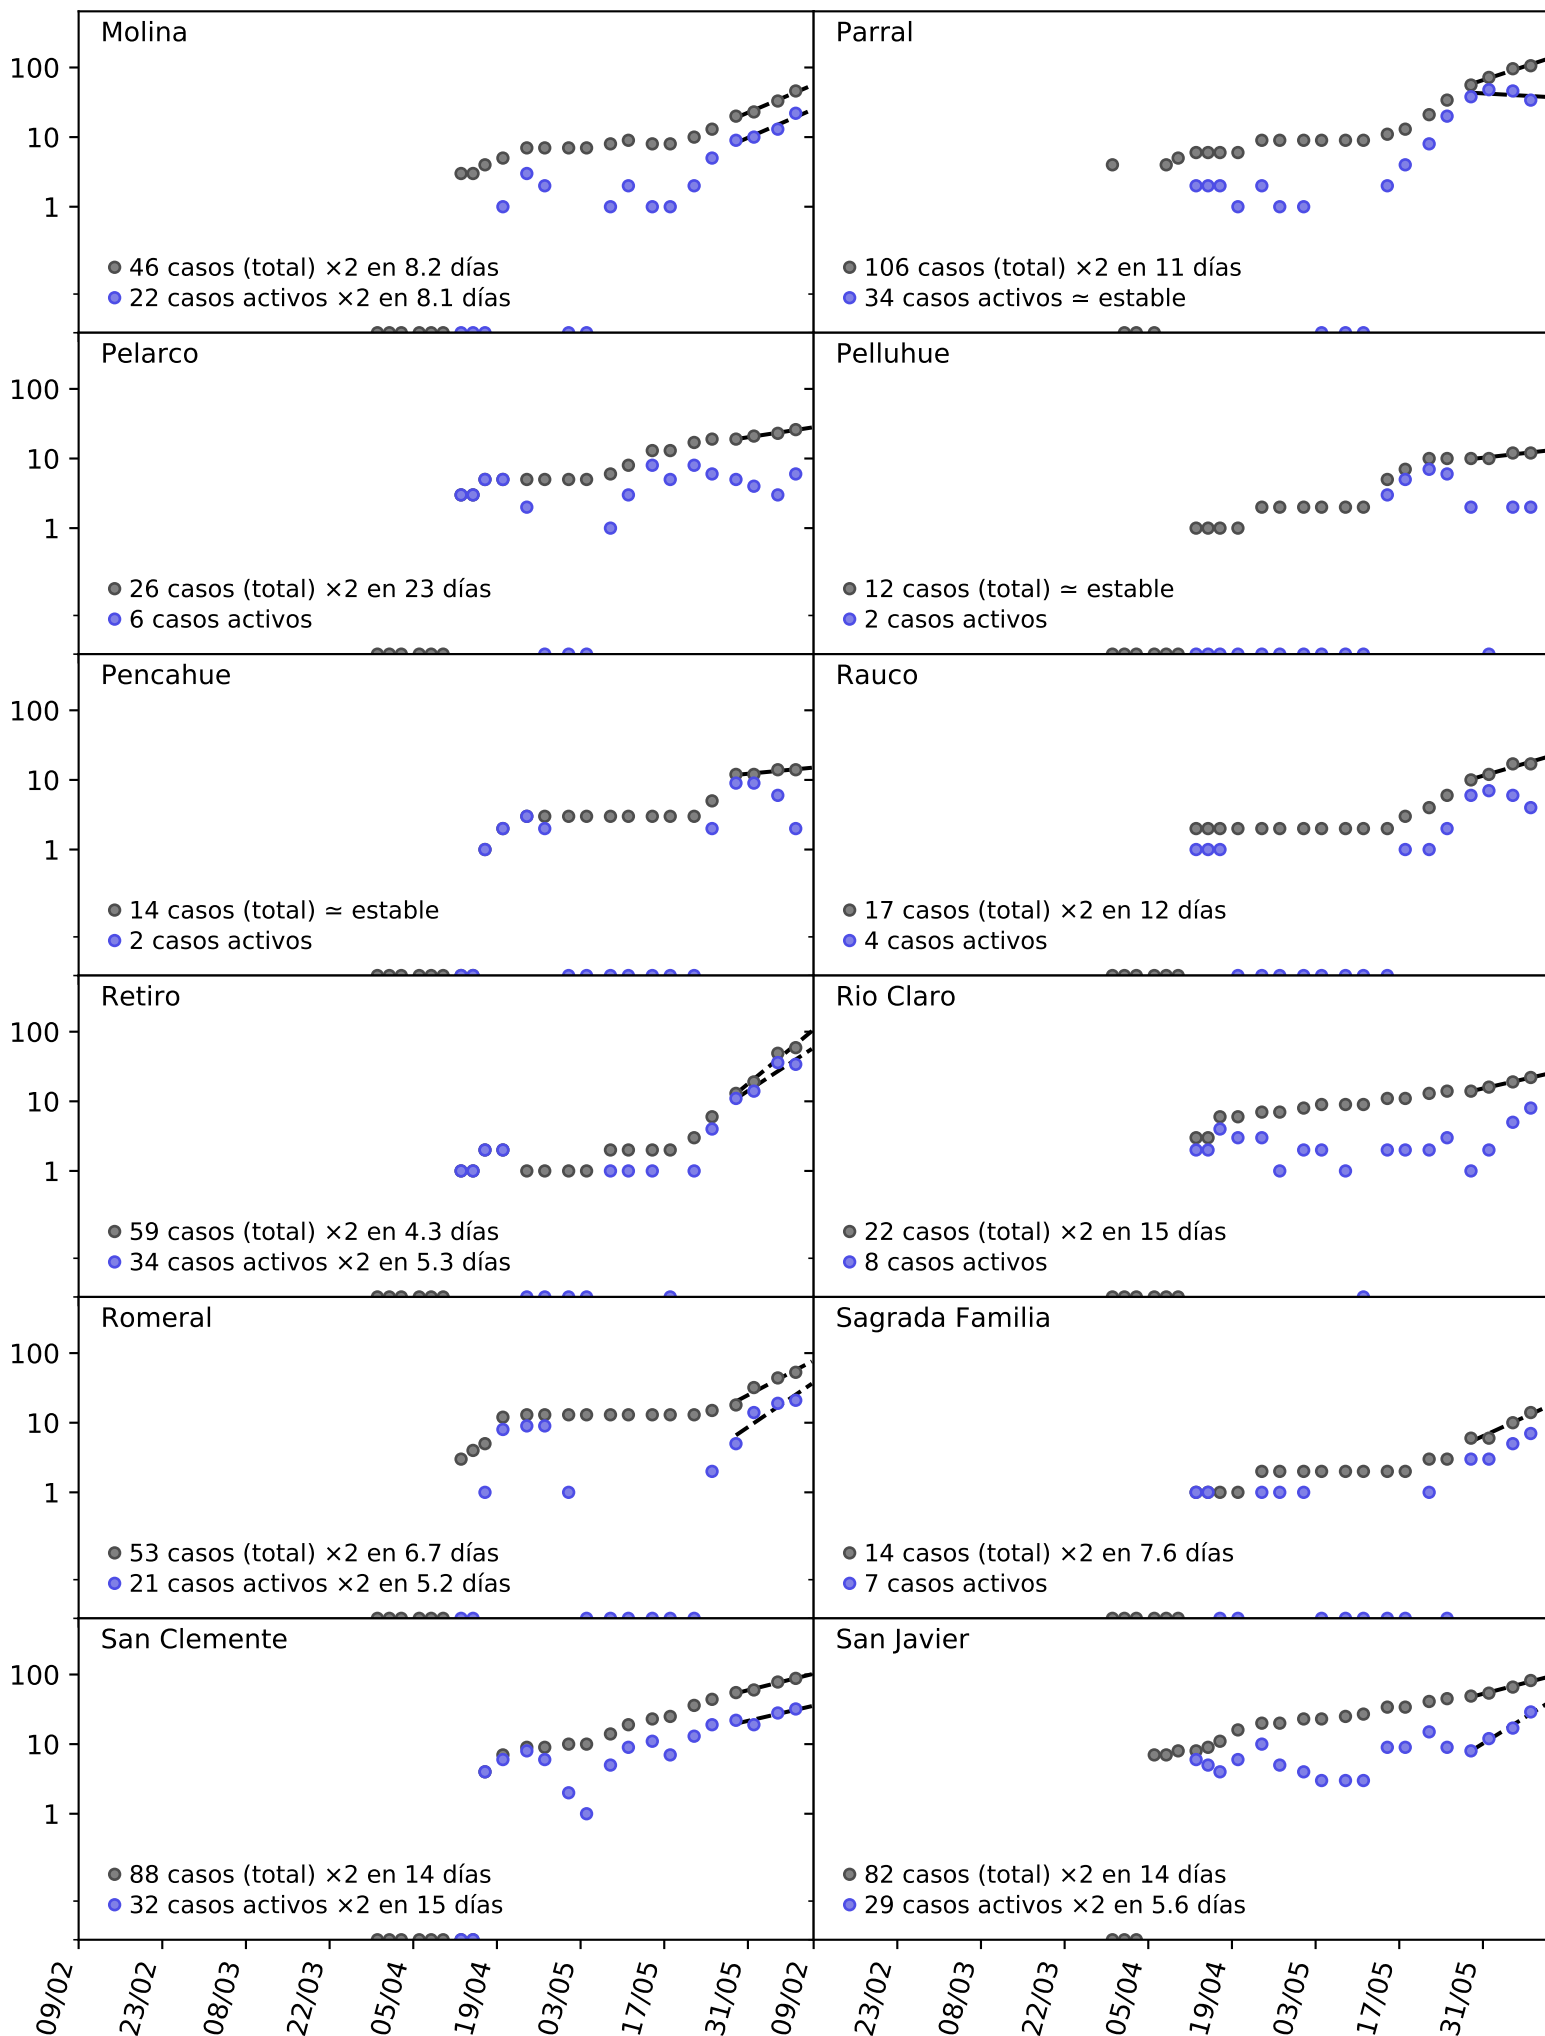 Molina
100
10
1
46 casos (total) ×2 en 8.2 días
22 casos activos ×2 en 8.1 días
Parral
106 casos (total) ×2 en 11 días
34 casos activos ≃ estable
Pelarco
100
10
1
26 casos (total) ×2 en 23 días
6 casos activos
Pelluhue
12 casos (total) ≃ estable
2 casos activos
Pencahue
100
10
1
14 casos (total) ≃ estable
2 casos activos
Rauco
17 casos (total) ×2 en 12 días
4 casos activos
Retiro
100
10
1
59 casos (total) ×2 en 4.3 días
34 casos activos ×2 en 5.3 días
Rio Claro
22 casos (total) ×2 en 15 días
8 casos activos
Romeral
100
10
1
53 casos (total) ×2 en 6.7 días
21 casos activos ×2 en 5.2 días
Sagrada Familia
14 casos (total) ×2 en 7.6 días
7 casos activos
San Clemente
100
10
1
88 casos (total) ×2 en 14 días
32 casos activos ×2 en 15 días
San Javier
82 casos (total) ×2 en 14 días
29 casos activos ×2 en 5.6 días
09/02
23/02
08/03
22/03
05/04
19/04
03/05
17/05
31/05
09/02
23/02
08/03
22/03
05/04
19/04
03/05
17/05
31/05